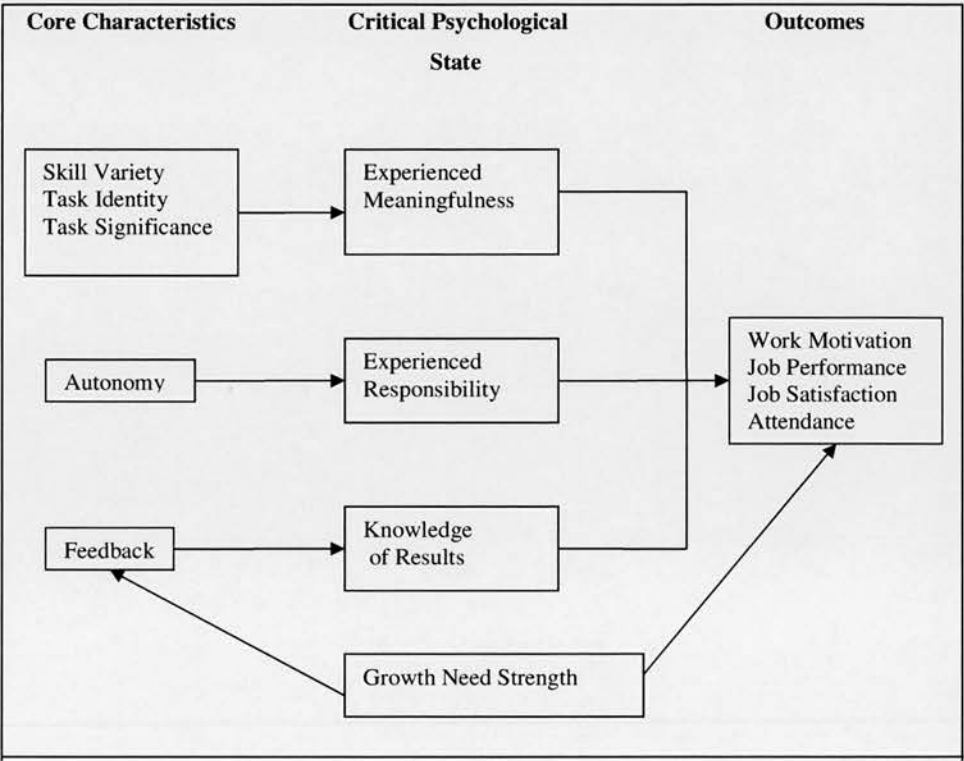 Core Characteristics
Critical Psychological
State
Outcomes
Skill Variety
Task Identity
Task Significance
Experienced
Meaningfulness
Autonomy
Experienced
Responsibility
Work Motivation
Job Performance
Job Satisfaction
Attendance
Feedback
Knowledge
of Results
Growth Need Strength